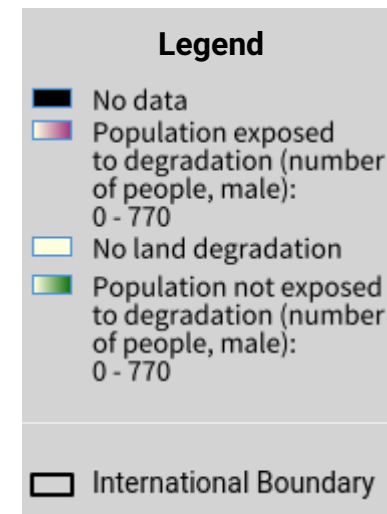 Legend
No data
Population exposed
to degradation (number
of people, male):
0 - 770
No land degradation
Population not exposed
to degradation (number
of people, male):
0 - 770
International Boundary